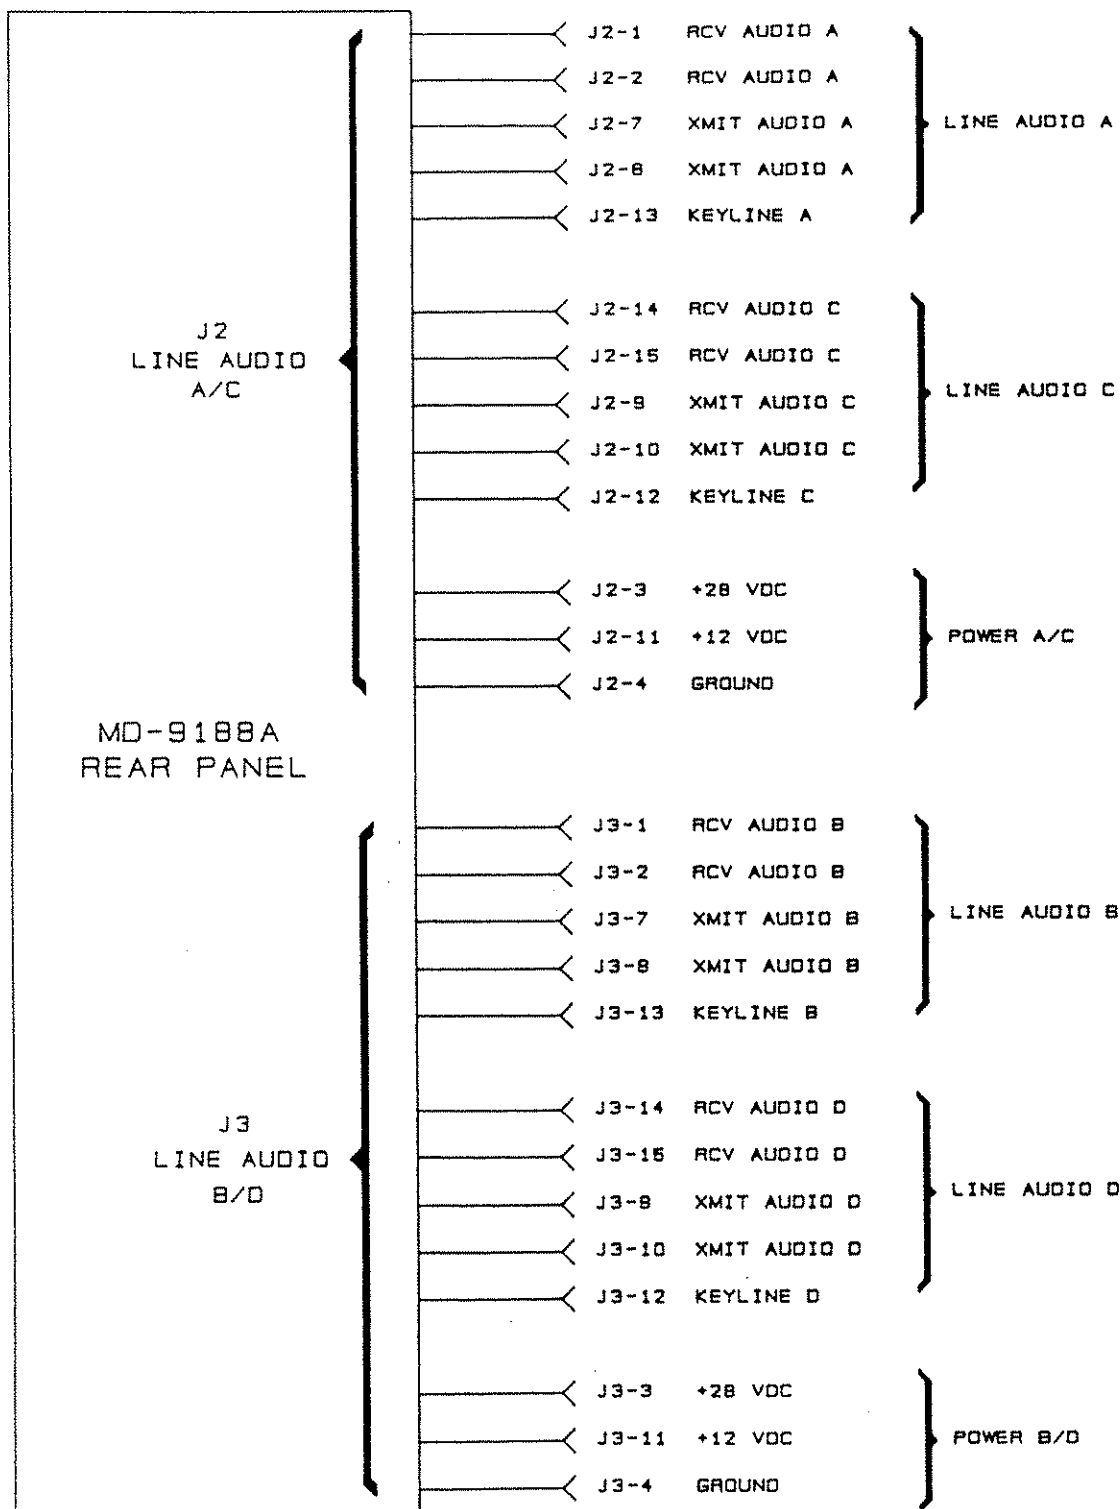 J2-1 RCV AUDIO A
J2-2 RCV AUDIO A
J2-7 XMIT AUDIO A
J2-8 XMIT AUDIO A
J2-13 KEYLINE A
LINE AUDIO A
J2-14 RCV AUDIO C
J2-15 RCV AUDIO C
J2-9 XMIT AUDIO C
J2-10 XMIT AUDIO C
J2-12 KEYLINE C
LINE AUDIO C
J2
LINE AUDIO
A/C
J2-3 +28 VDC
J2-11 +12 VDC
J2-4 GROUND
POWER A/C
MD-9188A
REAR PANEL
J3-1 RCV AUDIO B
J3-2 RCV AUDIO B
J3-7 XMIT AUDIO B
J3-8 XMIT AUDIO B
J3-13 KEYLINE B
LINE AUDIO B
J3-14 RCV AUDIO D
J3-15 RCV AUDIO D
J3-9 XMIT AUDIO D
J3-10 XMIT AUDIO D
J3-12 KEYLINE D
LINE AUDIO D
J3
LINE AUDIO
B/D
J3-3 +28 VDC
J3-11 +12 VDC
J3-4 GROUND
POWER B/D